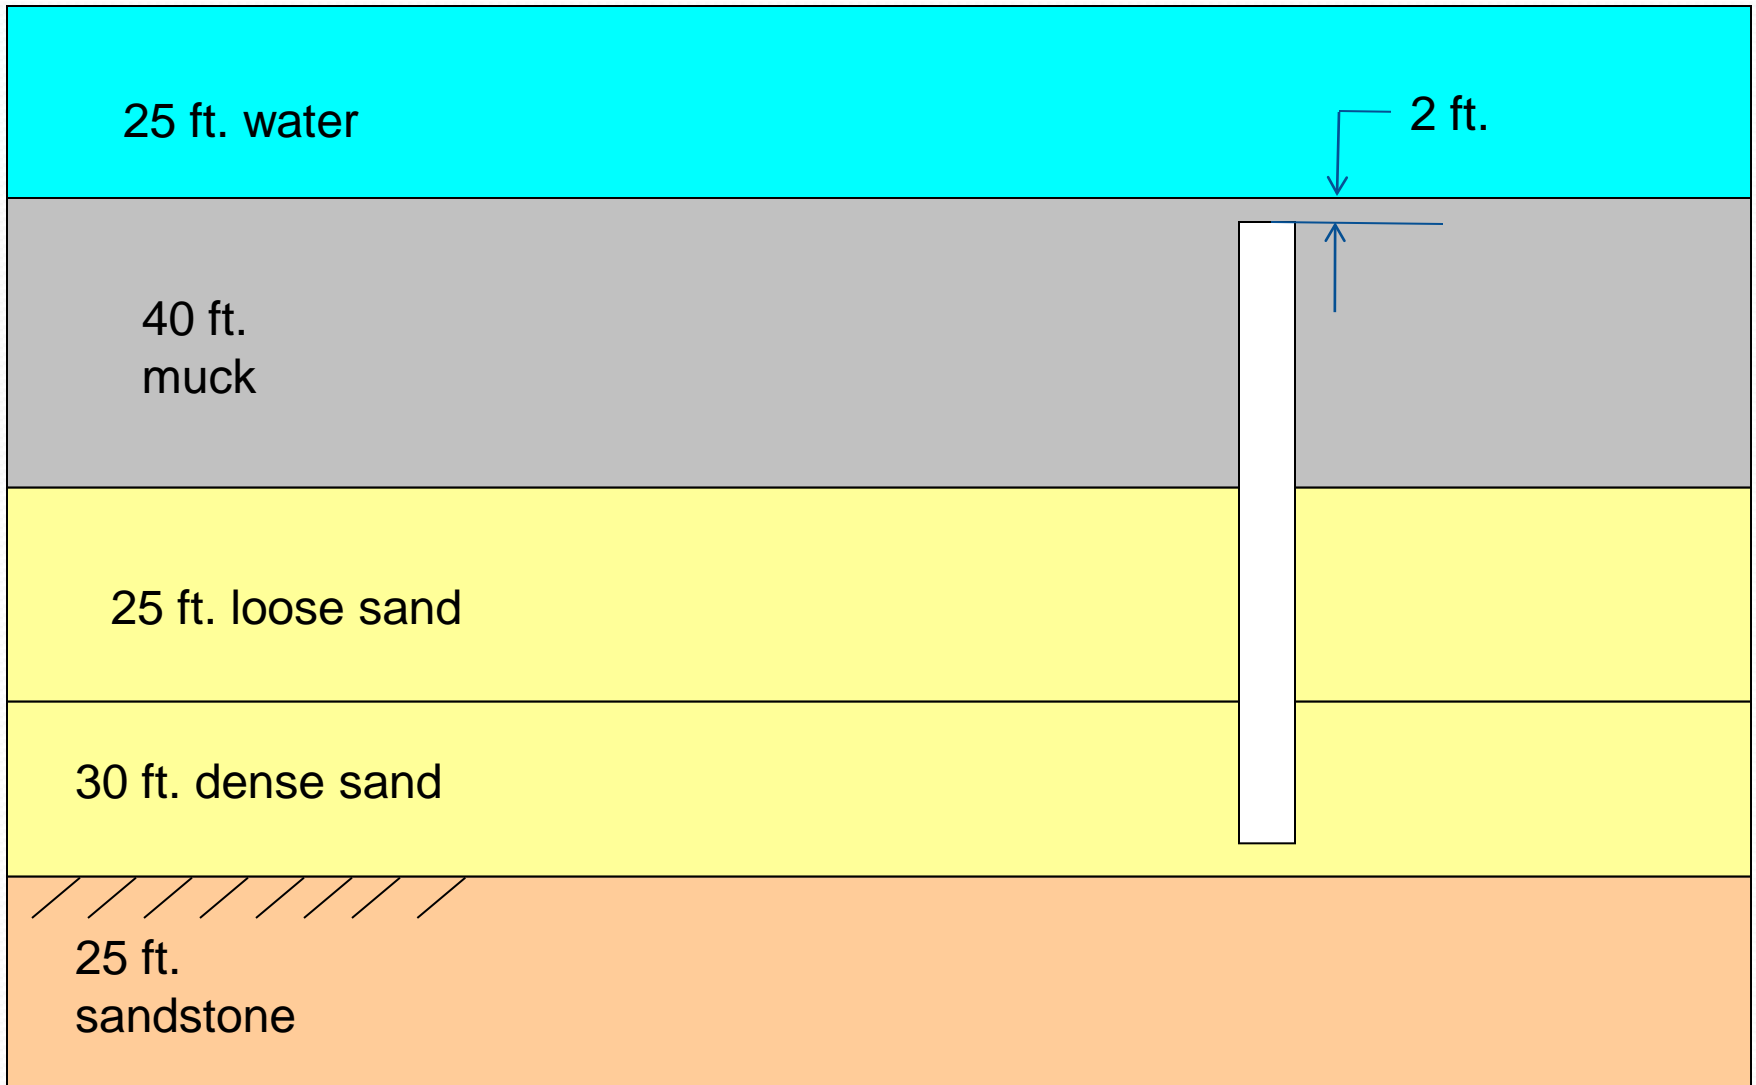 25 ft. water
2 ft.
40 ft.
muck
25 ft. loose sand
30 ft. dense sand
25 ft.
sandstone